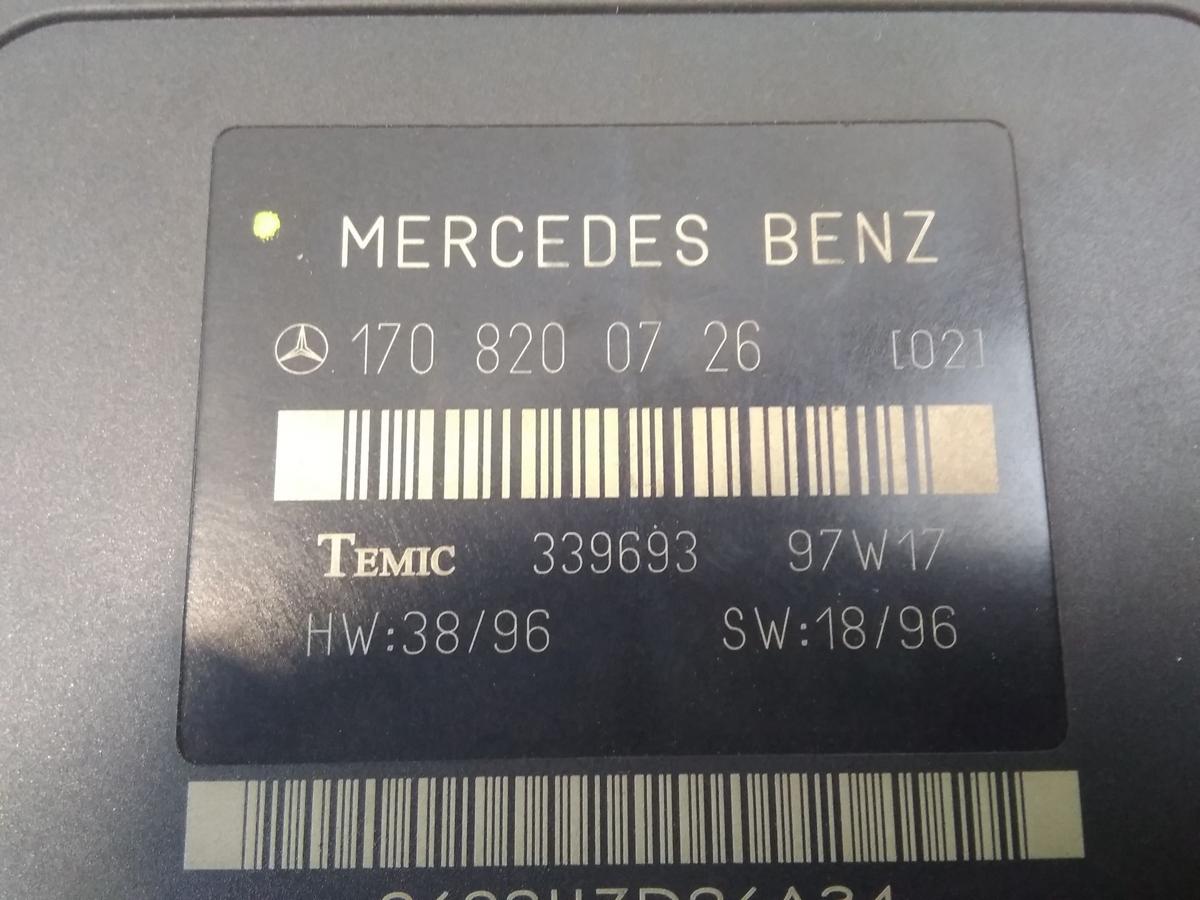 MERCEDES BENZ
170 820 07 26 [02]
TEMIC 339693 97W17
HW:38/96 SW:18/96